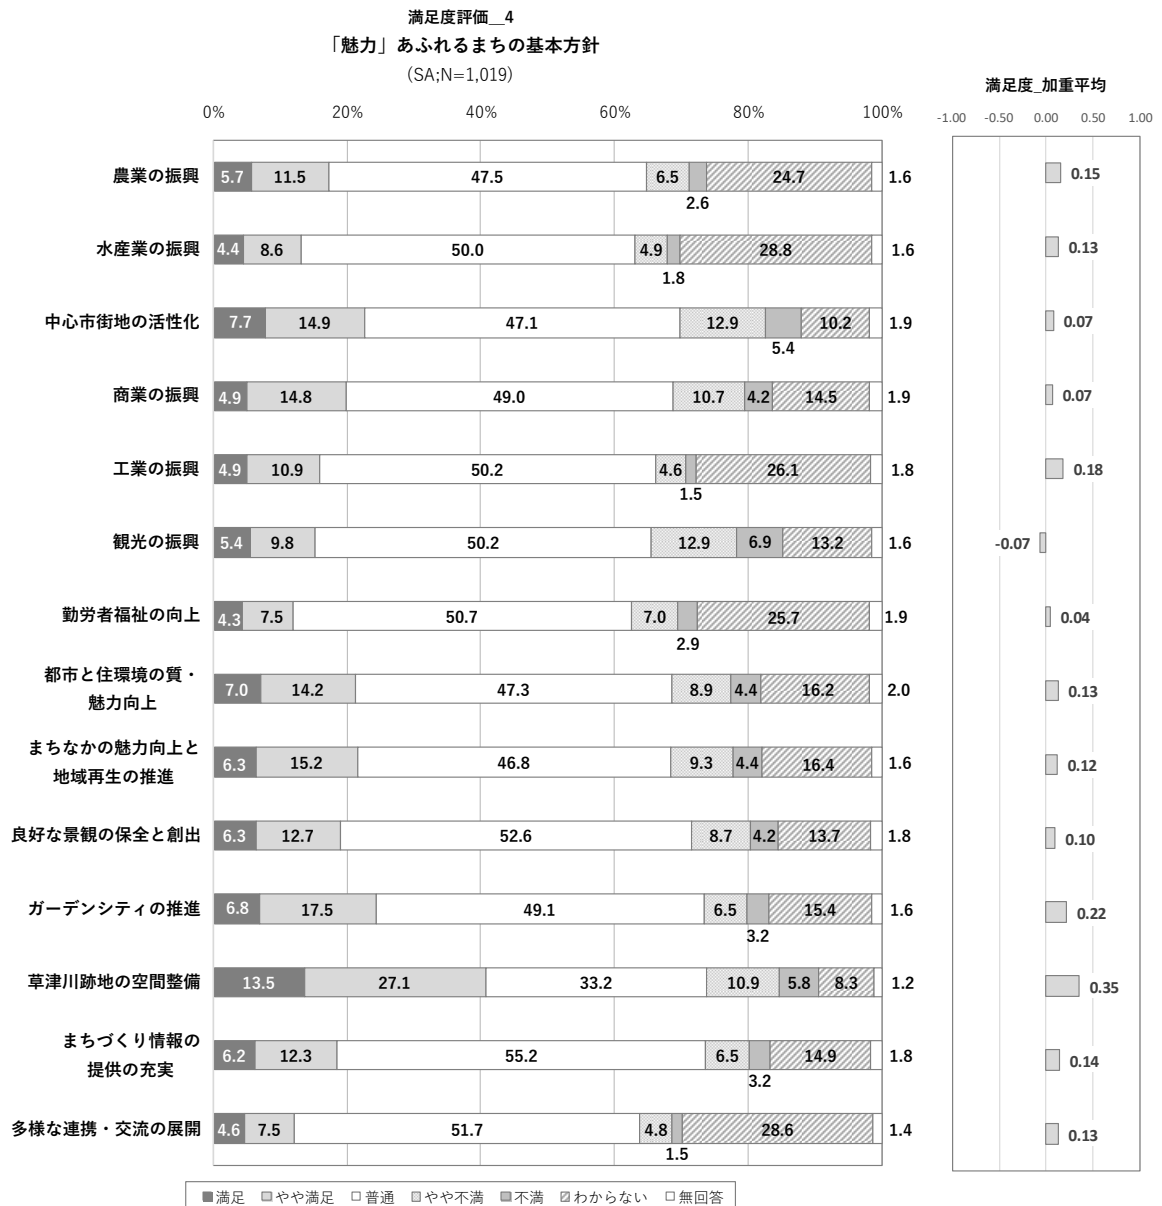 満足度評価__4
「魅力」あふれるまちの基本方針
(SA;N=1,019)
満足度_加重平均
0% 20% 40% 60% 80% 100%
-1.00 -0.50 0.00 0.50 1.00
農業の振興 5.7 11.5 47.5 6.5 2.6 24.7 1.6 0.15
水産業の振興 4.4 8.6 50.0 4.9 1.8 28.8 1.6 0.13
中心市街地の活性化 7.7 14.9 47.1 12.9 5.4 10.2 1.9 0.07
商業の振興 4.9 14.8 49.0 10.7 4.2 14.5 1.9 0.07
工業の振興 4.9 10.9 50.2 4.6 1.5 26.1 1.8 0.18
観光の振興 5.4 9.8 50.2 12.9 6.9 13.2 1.6 -0.07
勤労者福祉の向上 4.3 7.5 50.7 7.0 2.9 25.7 1.9 0.04
都市と住環境の質・
魅力向上 7.0 14.2 47.3 8.9 4.4 16.2 2.0 0.13
まちなかの魅力向上と
地域再生の推進 6.3 15.2 46.8 9.3 4.4 16.4 1.6 0.12
良好な景観の保全と創出 6.3 12.7 52.6 8.7 4.2 13.7 1.8 0.10
ガーデンシティの推進 6.8 17.5 49.1 6.5 3.2 15.4 1.6 0.22
草津川跡地の空間整備 13.5 27.1 33.2 10.9 5.8 8.3 1.2 0.35
まちづくり情報の
提供の充実 6.2 12.3 55.2 6.5 3.2 14.9 1.8 0.14
多様な連携・交流の展開 4.6 7.5 51.7 4.8 1.5 28.6 1.4 0.13
満足 やや満足 普通 やや不満 不満 わからない 無回答